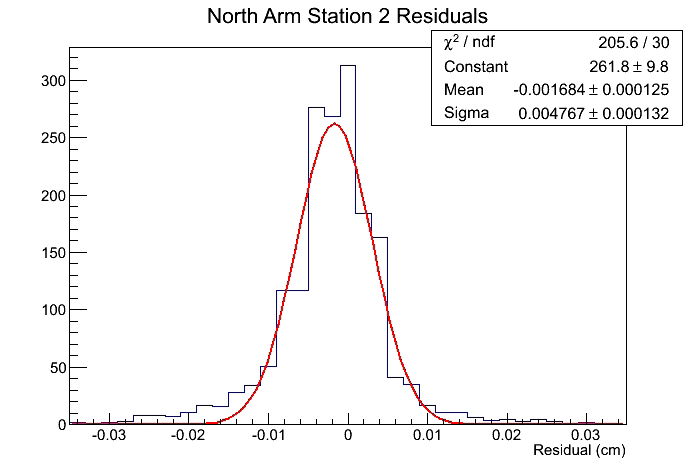 North Arm Station 2 Residuals
χ² / ndf 205.6 / 30
Constant 261.8 ± 9.8
Mean -0.001684 ± 0.000125
Sigma 0.004767 ± 0.000132
300
250
200
150
100
50
0
-0.03 -0.02 -0.01 0 0.01 0.02 0.03
Residual (cm)